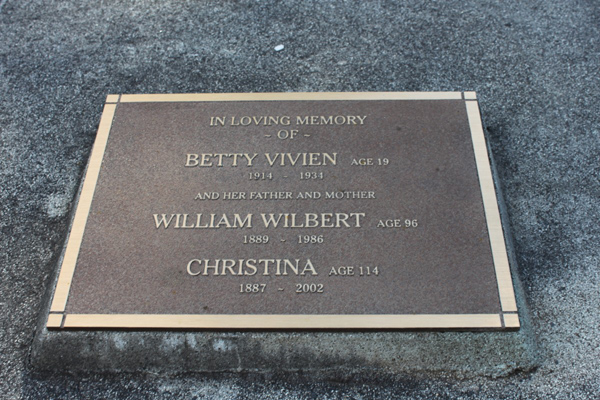 IN LOVING MEMORY
~ OF ~
BETTY VIVIEN AGE 19
1914 - 1934
AND HER FATHER AND MOTHER
WILLIAM WILBERT AGE 96
1889 ~ 1986
CHRISTINA AGE 114
1887 ~ 2002